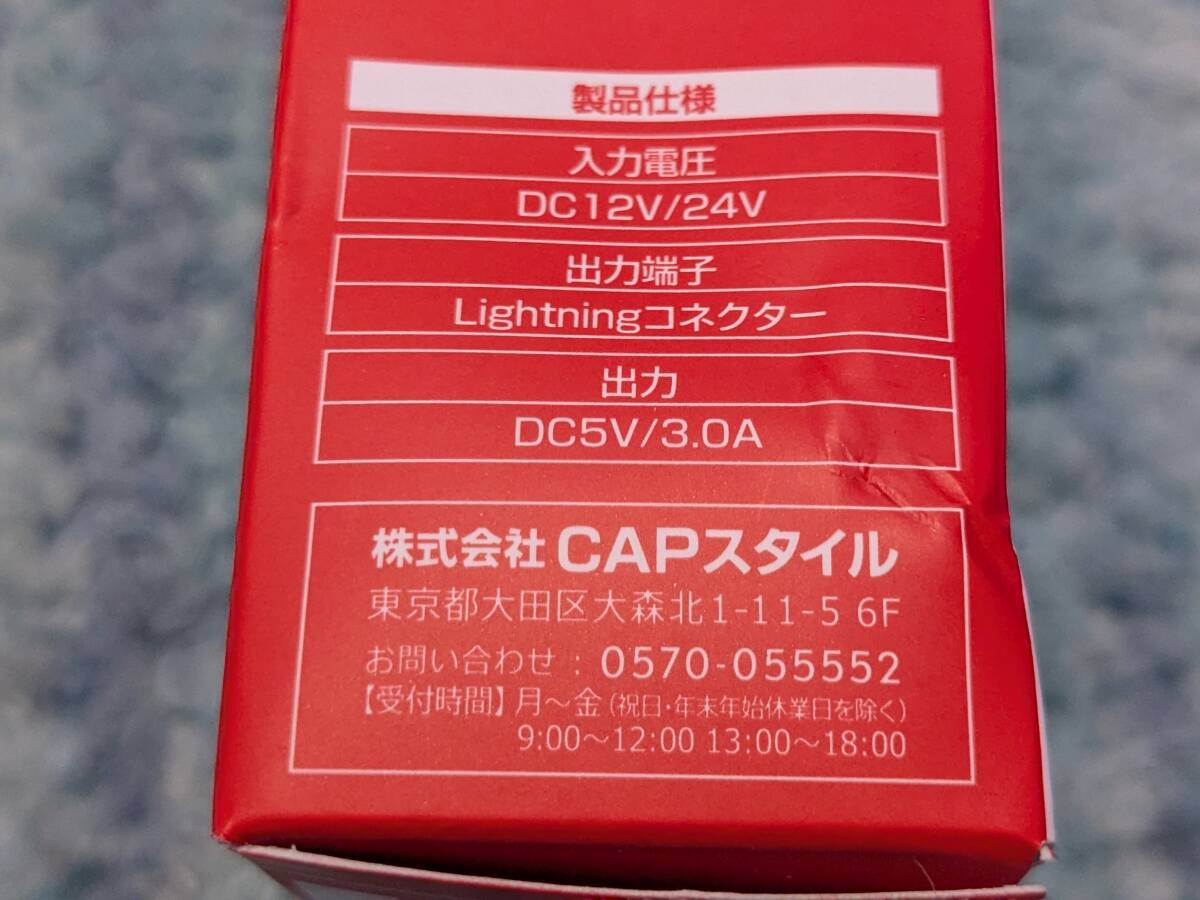 製品仕様
入力電圧
DC12V/24V
出力端子
Lightningコネクター
出力
DC5V/3.0A
株式会社 CAPスタイル
東京都大田区大森北1-11-5 6F
お問い合わせ : 0570-055552
【受付時間】月〜金(祝日・年末年始休業日を除く)
9:00〜12:00 13:00〜18:00